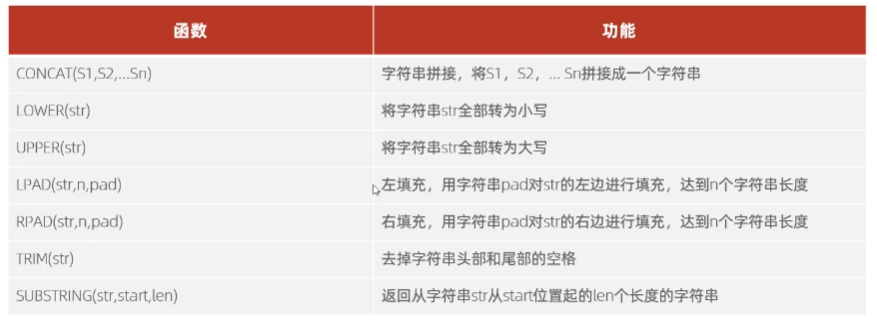 函数 功能
CONCAT(S1,S2,...Sn) 字符串拼接，将S1，S2，... Sn拼接成一个字符串
LOWER(str) 将字符串str全部转为小写
UPPER(str) 将字符串str全部转为大写
LPAD(str,n,pad) 左填充，用字符串pad对str的左边进行填充，达到n个字符串长度
RPAD(str,n,pad) 右填充，用字符串pad对str的右边进行填充，达到n个字符串长度
TRIM(str) 去掉字符串头部和尾部的空格
SUBSTRING(str,start,len) 返回从字符串str从start位置起的len个长度的字符串